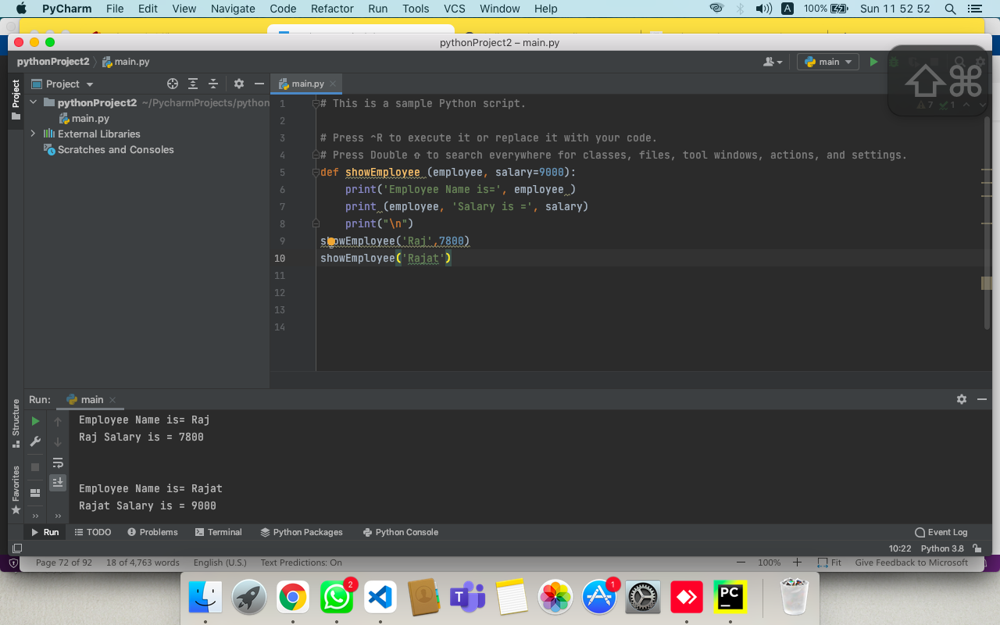 PyCharm File Edit View Navigate Code Refactor Run Tools VCS Window Help A 100% Sun 11 52 52
pythonProject2 – main.py
pythonProject2 main.py main
Project
Project main.py
pythonProject2 ~/PycharmProjects/python
main.py
External Libraries
Scratches and Consoles
7 1
1 # This is a sample Python script.
2
3 # Press ^R to execute it or replace it with your code.
4 # Press Double ⇧ to search everywhere for classes, files, tool windows, actions, and settings.
5 def showEmployee (employee, salary=9000):
6 print('Employee Name is=', employee )
7 print (employee, 'Salary is =', salary)
8 print("\n")
9 showEmployee('Raj',7800)
10 showEmployee('Rajat')
11
12
13
14
Structure
Favorites
Run: main
Employee Name is= Raj
Raj Salary is = 7800
Employee Name is= Rajat
Rajat Salary is = 9000
Run TODO Problems Terminal Python Packages Python Console Event Log
10:22 Python 3.8
Page 72 of 92 18 of 4,763 words English (U.S.) Text Predictions: On 100% Fit Give Feedback to Microsoft
2 T 1 PC